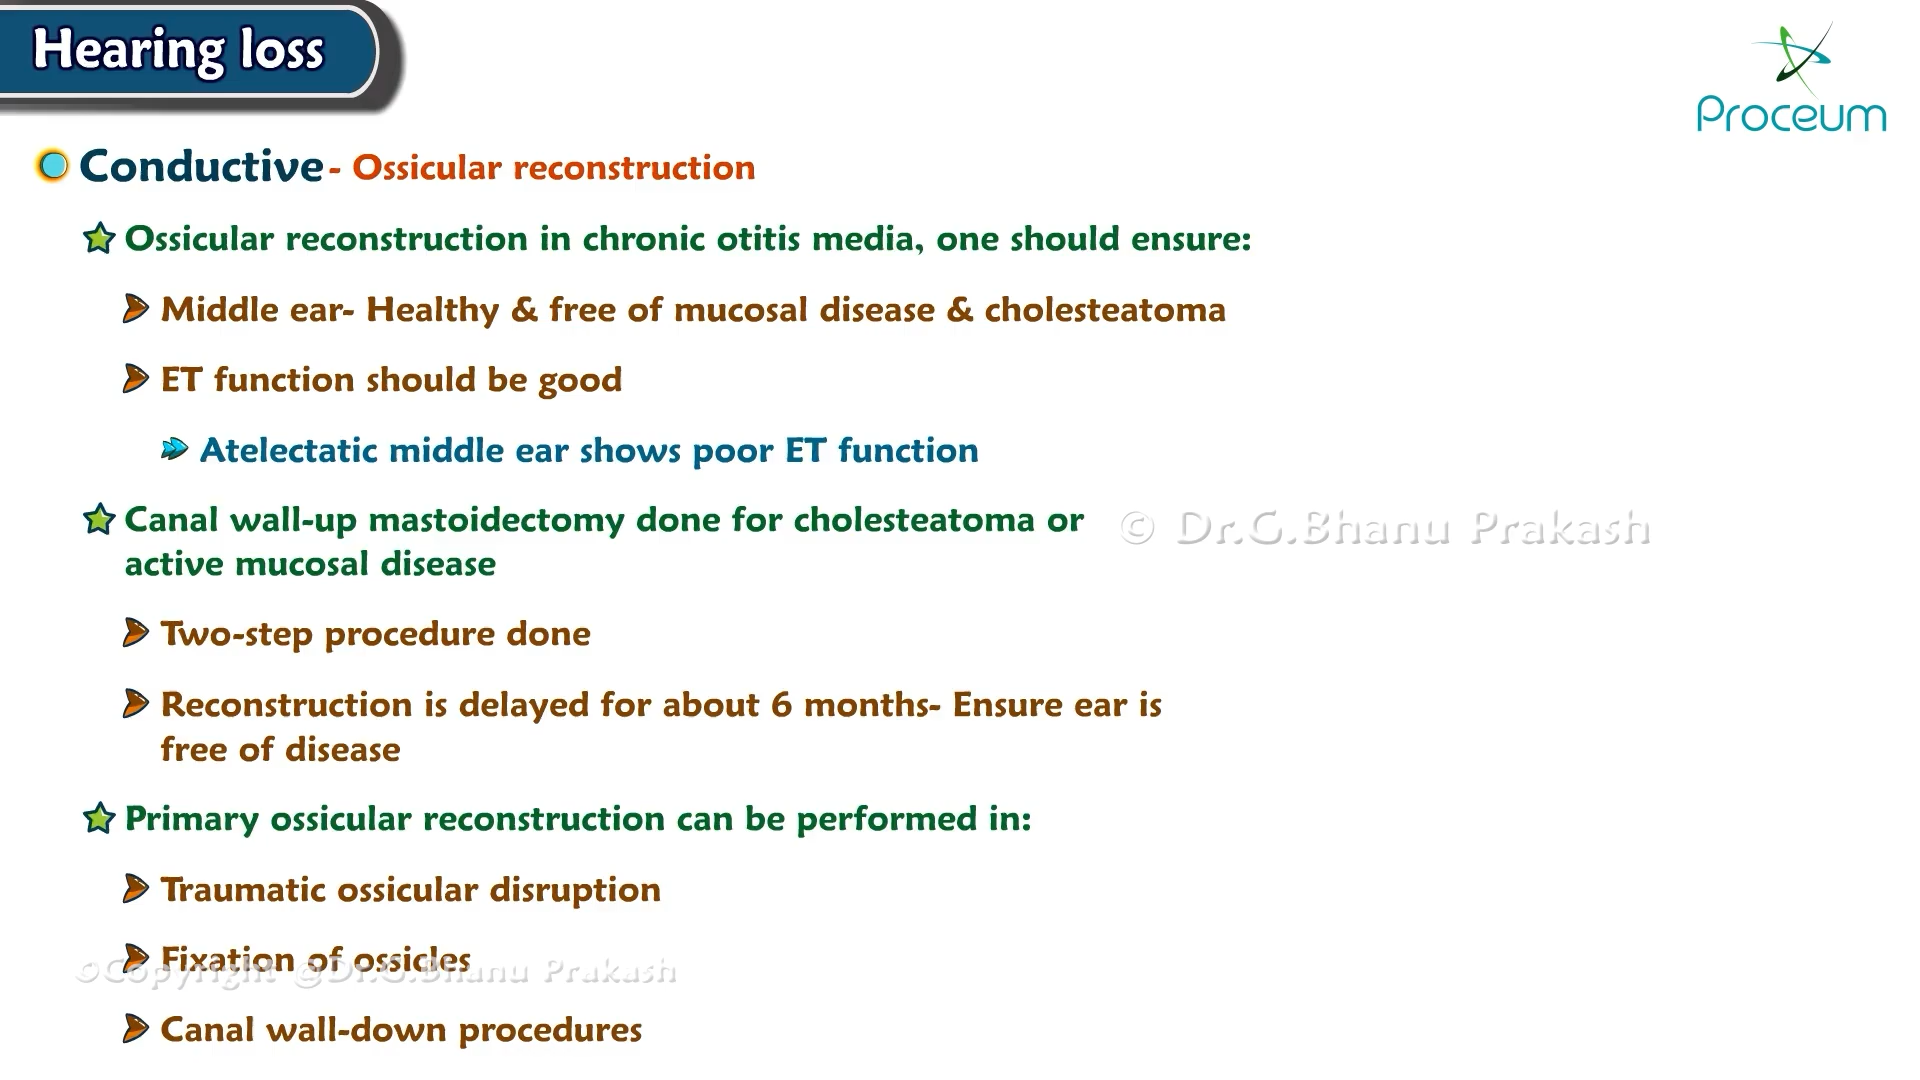 Hearing loss
Proceum
Conductive - Ossicular reconstruction
Ossicular reconstruction in chronic otitis media, one should ensure:
Middle ear- Healthy & free of mucosal disease & cholesteatoma
ET function should be good
Atelectatic middle ear shows poor ET function
Canal wall-up mastoidectomy done for cholesteatoma or
© Dr.G.Bhanu Prakash
active mucosal disease
Two-step procedure done
Reconstruction is delayed for about 6 months- Ensure ear is
free of disease
Primary ossicular reconstruction can be performed in:
Traumatic ossicular disruption
Fixation of ossicles
©Copyright @Dr.G.Bhanu Prakash
Canal wall-down procedures